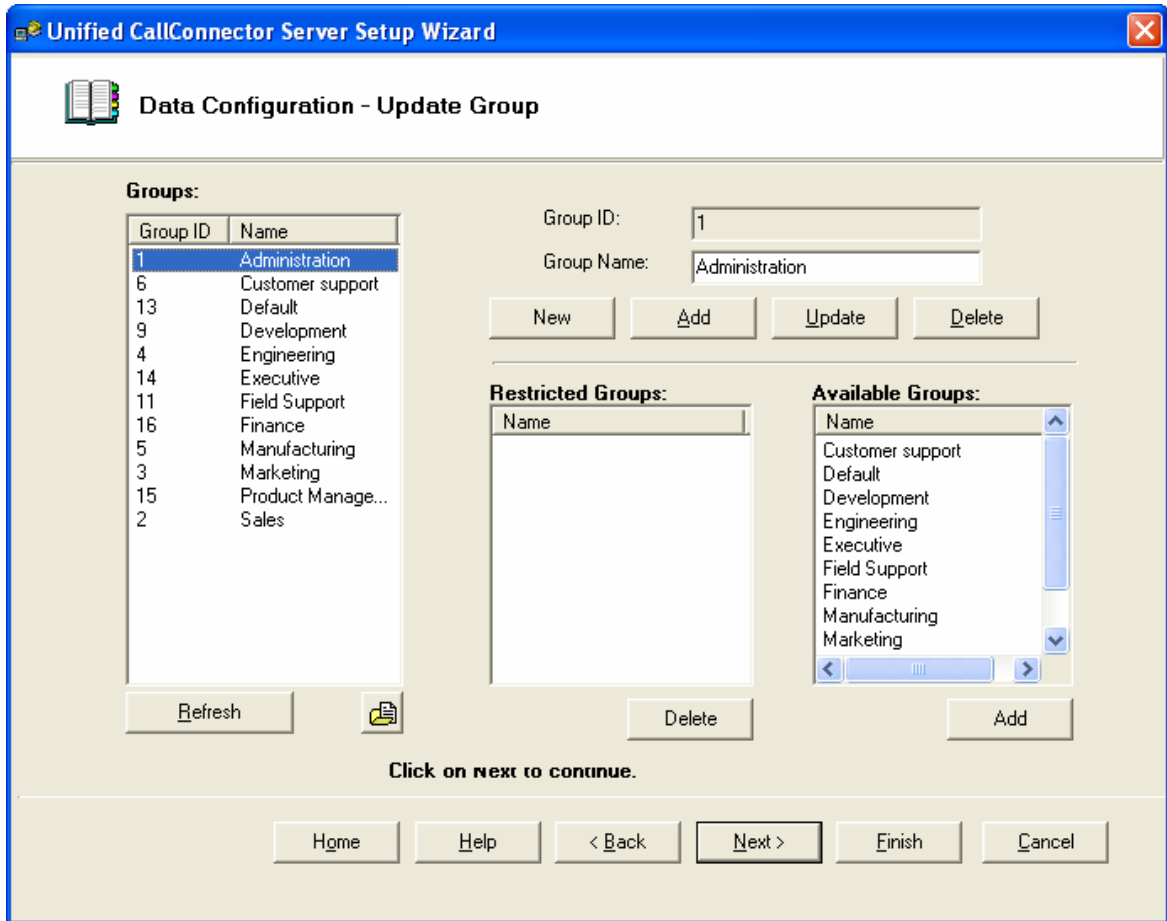 Unified CallConnector Server Setup Wizard
Data Configuration - Update Group
Groups:
Group ID Name
1 Administration
6 Customer support
13 Default
9 Development
4 Engineering
14 Executive
11 Field Support
16 Finance
5 Manufacturing
3 Marketing
15 Product Manage...
2 Sales
Refresh
Group ID: 1
Group Name: Administration
New Add Update Delete
Restricted Groups:
Name
Delete
Available Groups:
Name
Customer support
Default
Development
Engineering
Executive
Field Support
Finance
Manufacturing
Marketing
Add
Click on Next to continue.
Home Help < Back Next > Finish Cancel